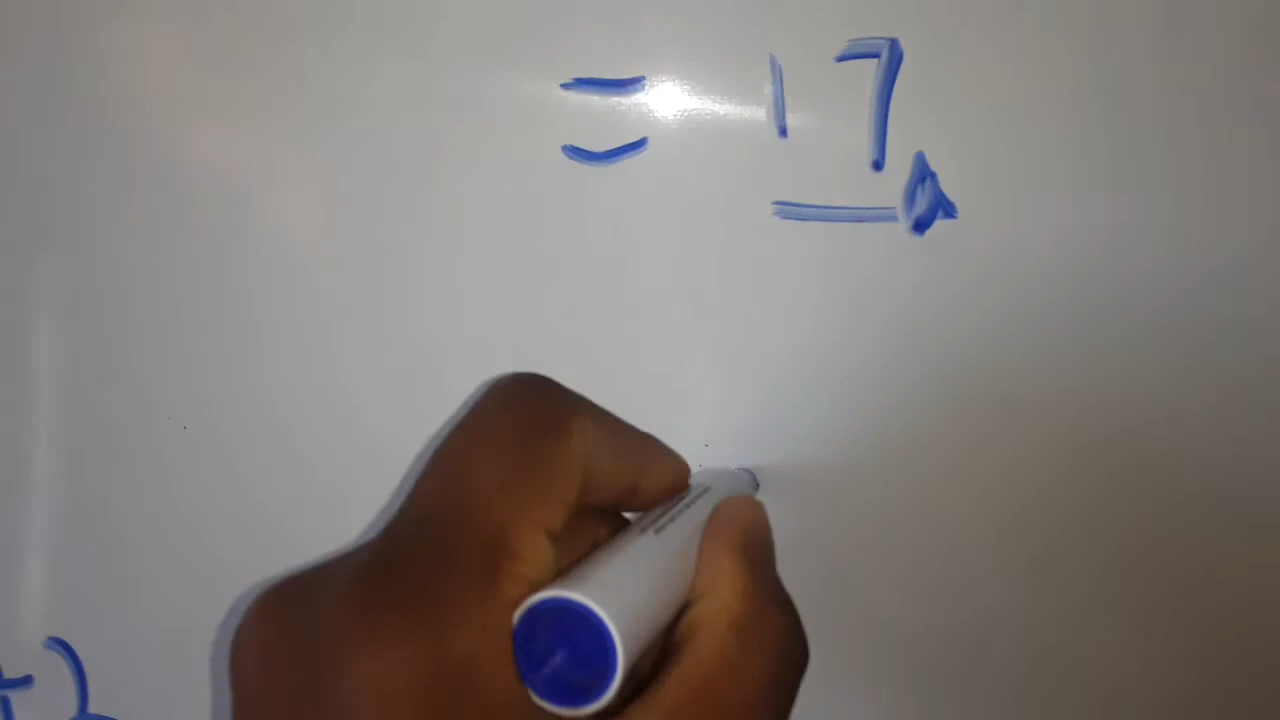 = 17